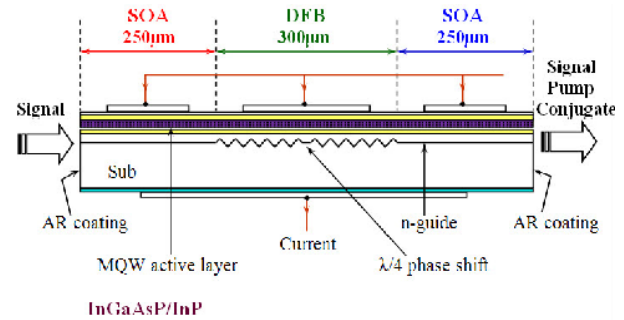 SOA DFB SOA
250μm 300μm 250μm
Signal
Pump
Conjugate
Signal
Sub
AR coating
n-guide
AR coating
Current
MQW active layer
λ/4 phase shift
InGaAsP/InP